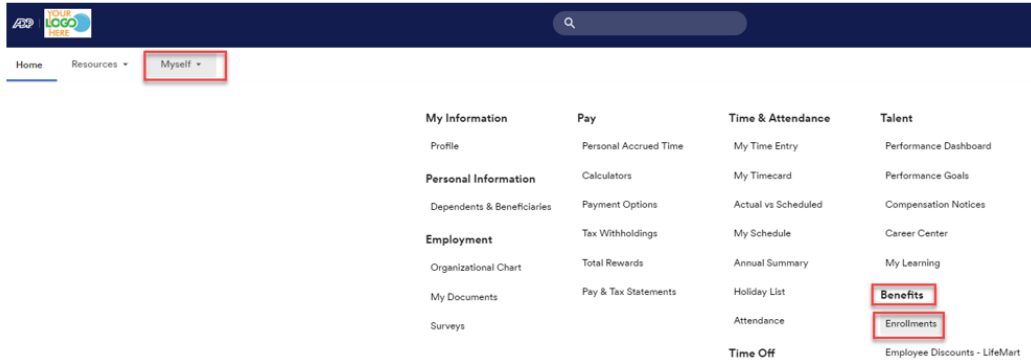 ADP
YOUR
LOGO
HERE
Home
Resources
Myself
My Information
Profile
Personal Information
Dependents & Beneficiaries
Employment
Organizational Chart
My Documents
Surveys
Pay
Personal Accrued Time
Calculators
Payment Options
Tax Withholdings
Total Rewards
Pay & Tax Statements
Time & Attendance
My Time Entry
My Timecard
Actual vs Scheduled
My Schedule
Annual Summary
Holiday List
Attendance
Time Off
Talent
Performance Dashboard
Performance Goals
Compensation Notices
Career Center
My Learning
Benefits
Enrollments
Employee Discounts - LifeMart